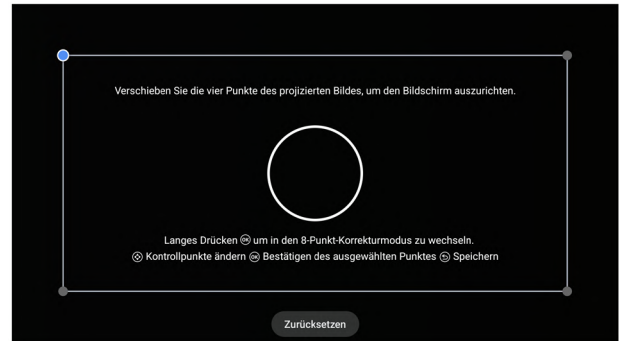 Verschieben Sie die vier Punkte des projizierten Bildes, um den Bildschirm auszurichten.
Langes Drücken OK um in den 8-Punkt-Korrekturmodus zu wechseln.
Kontrollpunkte ändern OK Bestätigen des ausgewählten Punktes Speichern
Zurücksetzen